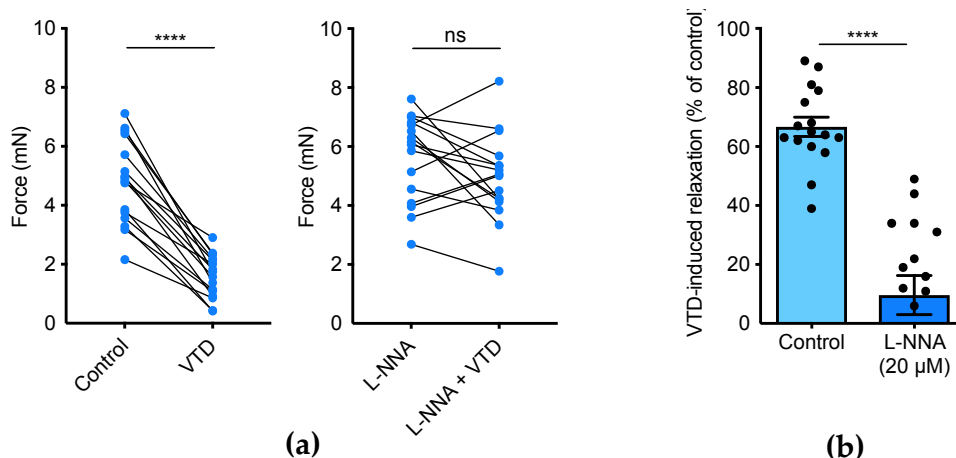 10
8
6
4
2
0
Force (mN)
****
Control
VTD
10
8
6
4
2
0
Force (mN)
ns
L-NNA
L-NNA + VTD
(a)
100
80
60
40
20
0
VTD-induced relaxation (% of control)
****
Control
L-NNA
(20 µM)
(b)